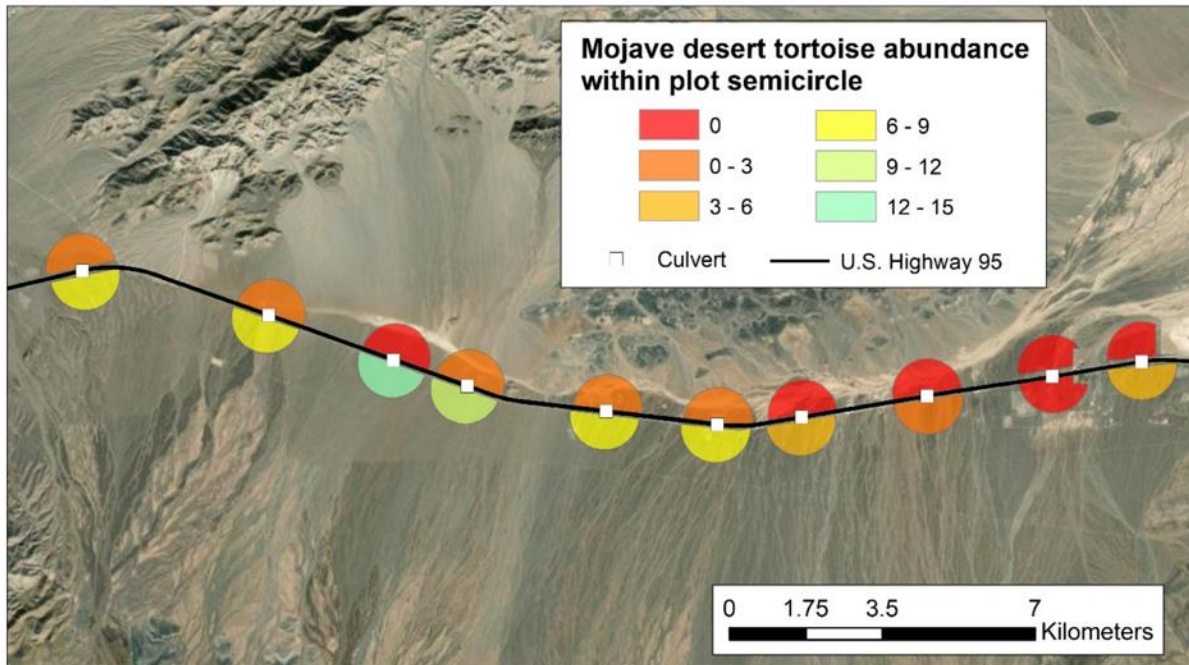 Mojave desert tortoise abundance
within plot semicircle
0
6 - 9
0 - 3
9 - 12
3 - 6
12 - 15
Culvert
U.S. Highway 95
0 1.75 3.5 7
Kilometers